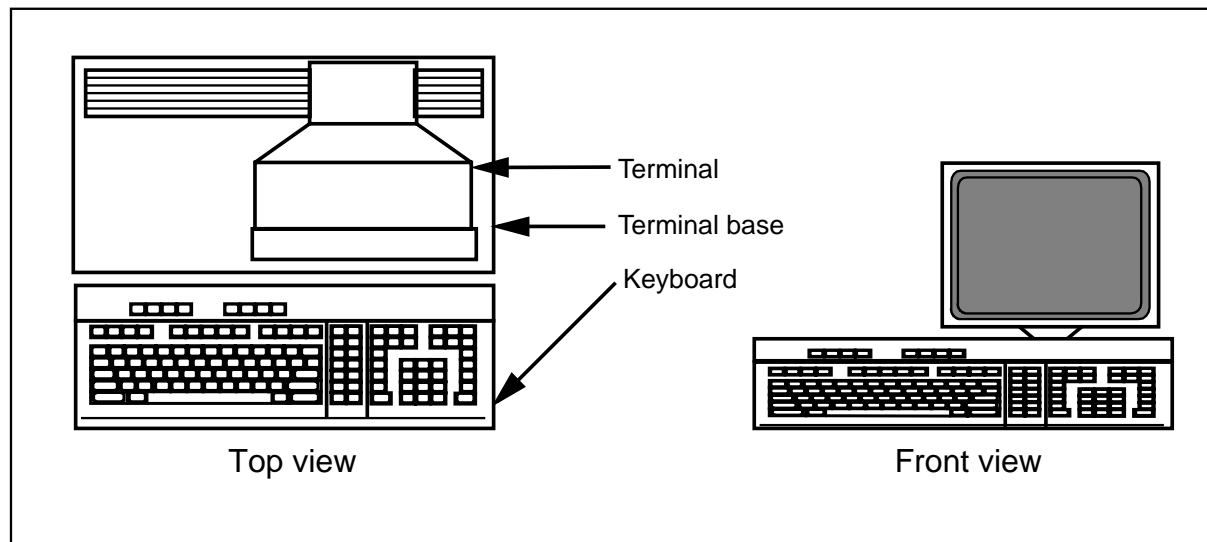 Terminal
Terminal base
Keyboard
Top view
Front view